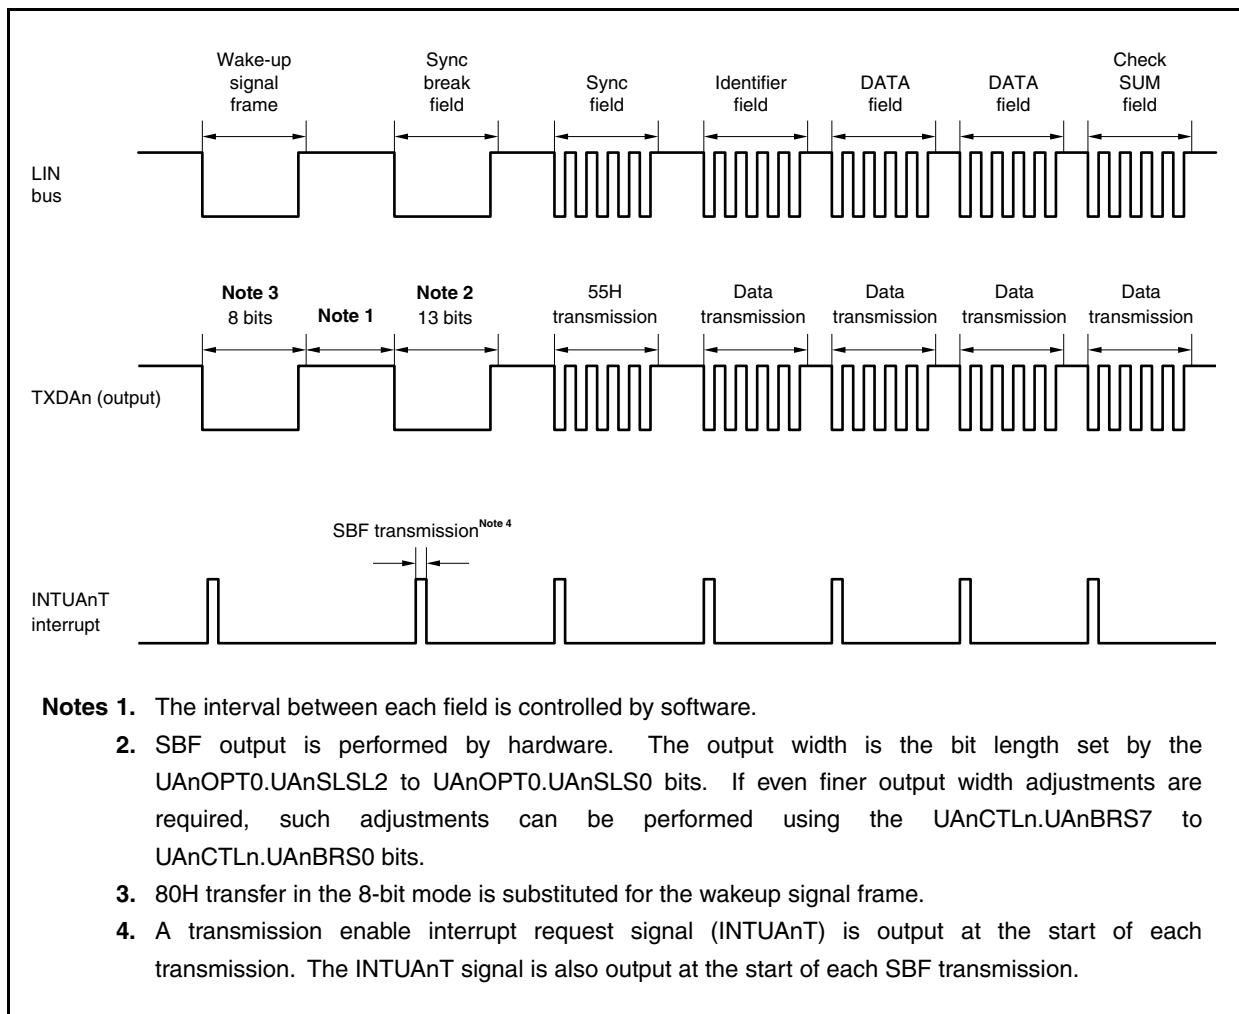 Wake-up
signal
frame
Sync
break
field
Sync
field
Identifier
field
DATA
field
DATA
field
Check
SUM
field
LIN
bus
Note 3
8 bits
Note 1
Note 2
13 bits
55H
transmission
Data
transmission
Data
transmission
Data
transmission
Data
transmission
TXDAn (output)
SBF transmission Note 4
INTUAnT
interrupt
Notes 1. The interval between each field is controlled by software.
2. SBF output is performed by hardware. The output width is the bit length set by the
UAnOPT0.UAnSLSL2 to UAnOPT0.UAnSLS0 bits. If even finer output width adjustments are
required, such adjustments can be performed using the UAnCTLn.UAnBRS7 to
UAnCTLn.UAnBRS0 bits.
3. 80H transfer in the 8-bit mode is substituted for the wakeup signal frame.
4. A transmission enable interrupt request signal (INTUAnT) is output at the start of each
transmission. The INTUAnT signal is also output at the start of each SBF transmission.